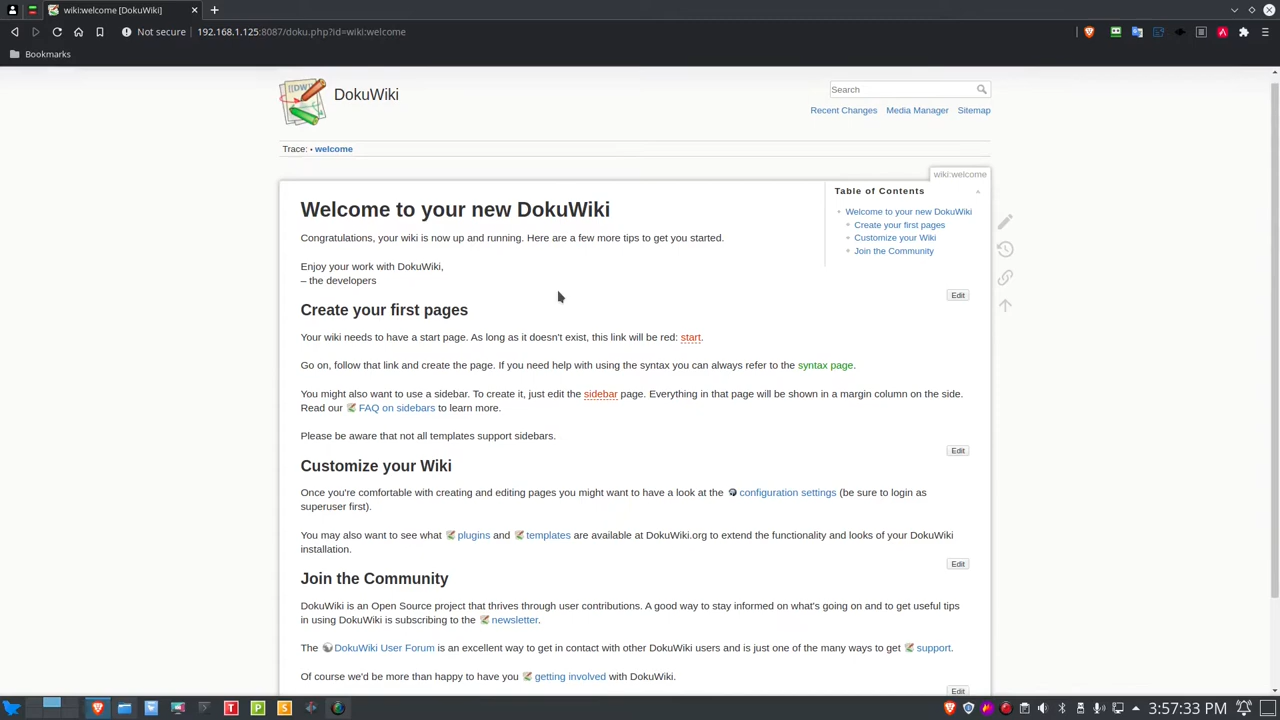 wiki:welcome [DokuWiki]
Not secure
192.168.1.125:8087/doku.php?id=wiki:welcome
Bookmarks
DokuWiki
Search
Recent Changes Media Manager Sitemap
Trace: • welcome
wiki:welcome
Table of Contents
Welcome to your new DokuWiki
Create your first pages
Customize your Wiki
Join the Community
Welcome to your new DokuWiki
Congratulations, your wiki is now up and running. Here are a few more tips to get you started.
Enjoy your work with DokuWiki,
– the developers
Edit
Create your first pages
Your wiki needs to have a start page. As long as it doesn't exist, this link will be red: start.
Go on, follow that link and create the page. If you need help with using the syntax you can always refer to the syntax page.
You might also want to use a sidebar. To create it, just edit the sidebar page. Everything in that page will be shown in a margin column on the side.
Read our FAQ on sidebars to learn more.
Please be aware that not all templates support sidebars.
Edit
Customize your Wiki
Once you're comfortable with creating and editing pages you might want to have a look at the configuration settings (be sure to login as
superuser first).
You may also want to see what plugins and templates are available at DokuWiki.org to extend the functionality and looks of your DokuWiki
installation.
Edit
Join the Community
DokuWiki is an Open Source project that thrives through user contributions. A good way to stay informed on what's going on and to get useful tips
in using DokuWiki is subscribing to the newsletter.
The DokuWiki User Forum is an excellent way to get in contact with other DokuWiki users and is just one of the many ways to get support.
Of course we'd be more than happy to have you getting involved with DokuWiki.
Edit
T P S
3:57:33 PM